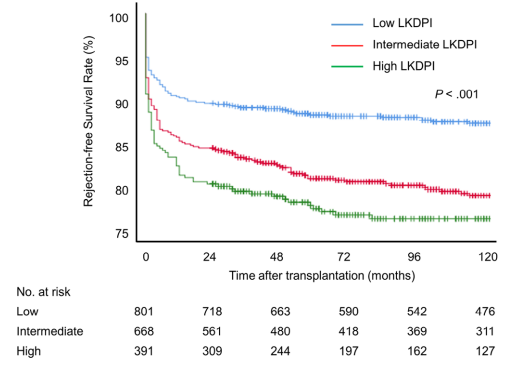 Rejection-free Survival Rate (%)
100
95
90
85
80
75
Low LKDPI
Intermediate LKDPI
High LKDPI
P < .001
0 24 48 72 96 120
Time after transplantation (months)
No. at risk
Low 801 718 663 590 542 476
Intermediate 668 561 480 418 369 311
High 391 309 244 197 162 127